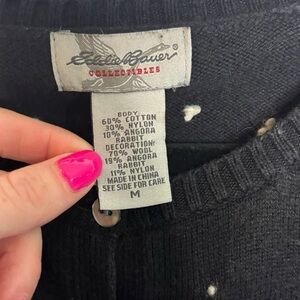 Eddie Bauer®
COLLECTIBLES
BODY
60% COTTON
30% NYLON
10% ANGORA
RABBIT
DECORATION:
70% WOOL
19% ANGORA
RABBIT
11% NYLON
MADE IN CHINA
SEE SIDE FOR CARE
M